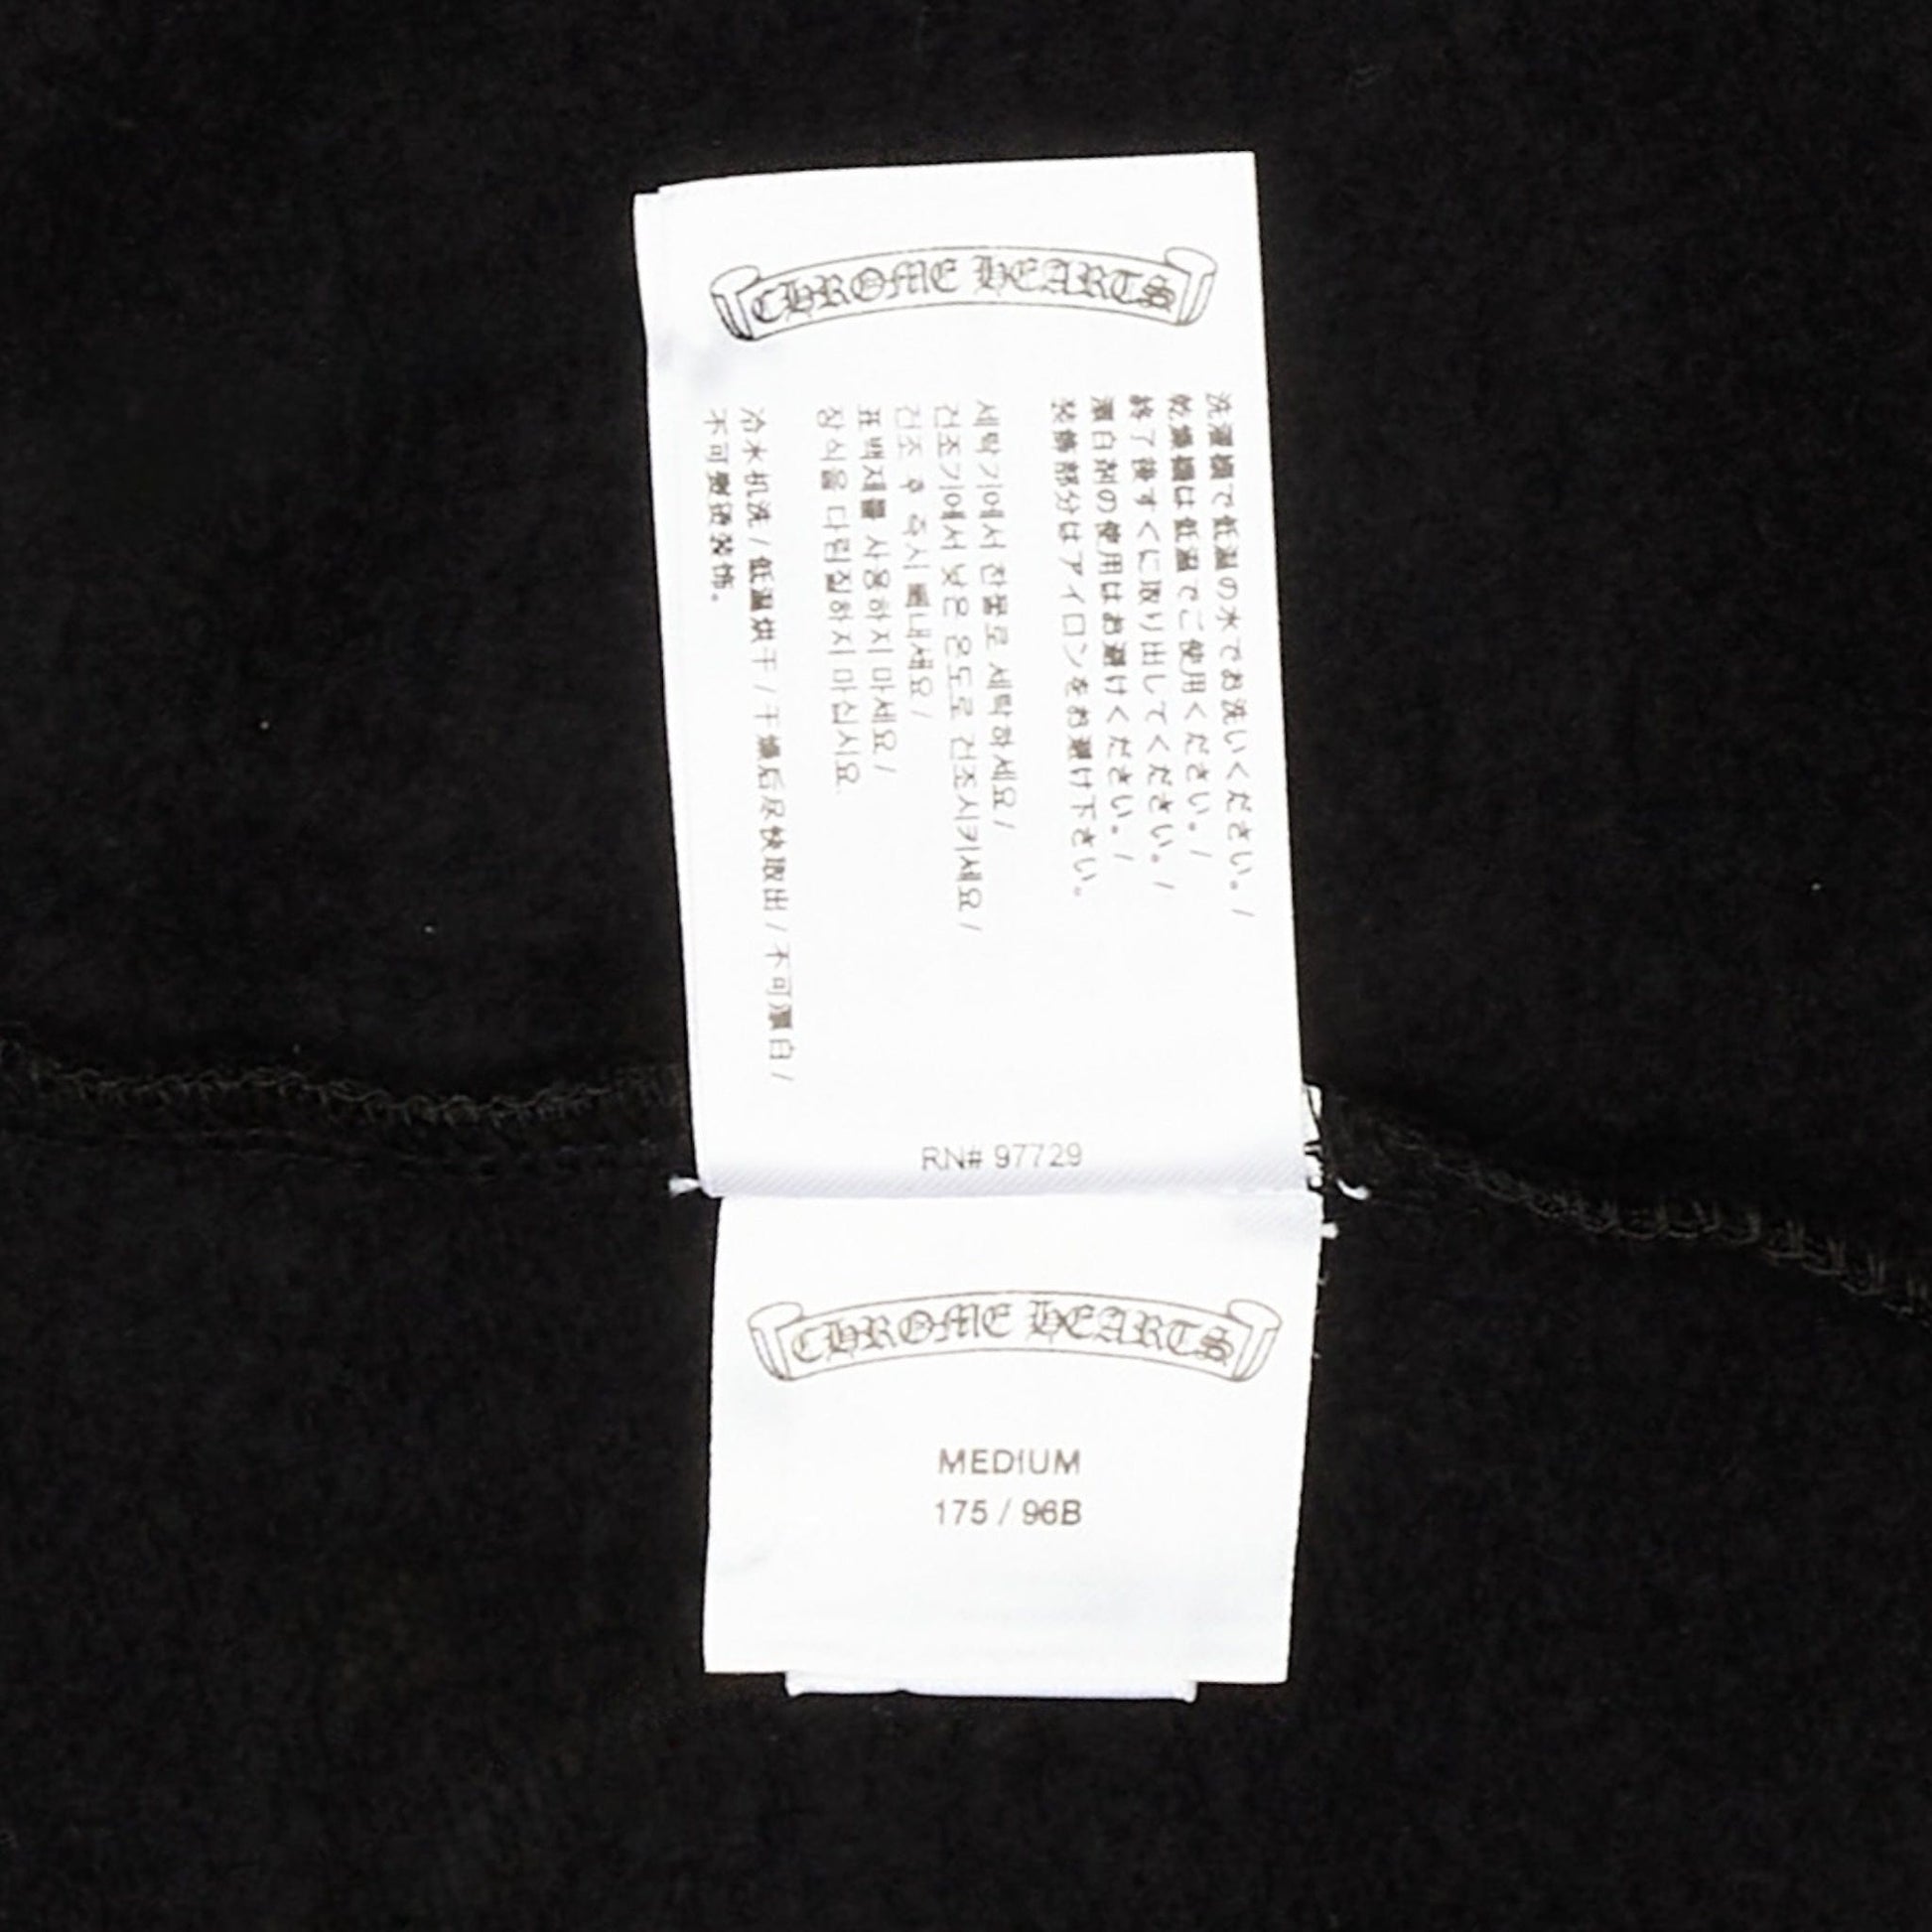 CHROME HEARTS
洗濯機で低温の水でお洗いください。/
乾燥機は低温でご使用ください。/
終了後すぐに取り出してください。/
漂白剤の使用はお避けください。/
装飾部分はアイロンをお避け下さい。
세탁기에서 찬물로 세탁하세요/
건조기에서 낮은 온도로 건조시키세요/
건조 후 즉시 빼내세요/
표백제를 사용하지 마세요/
장식을 다림질하지 마십시요.
冷水机洗 / 低温烘干 / 干燥后尽快取出 / 不可漂白 /
不可熨烫装饰。
RN# 97729
CHROME HEARTS
MEDIUM
175 / 96B